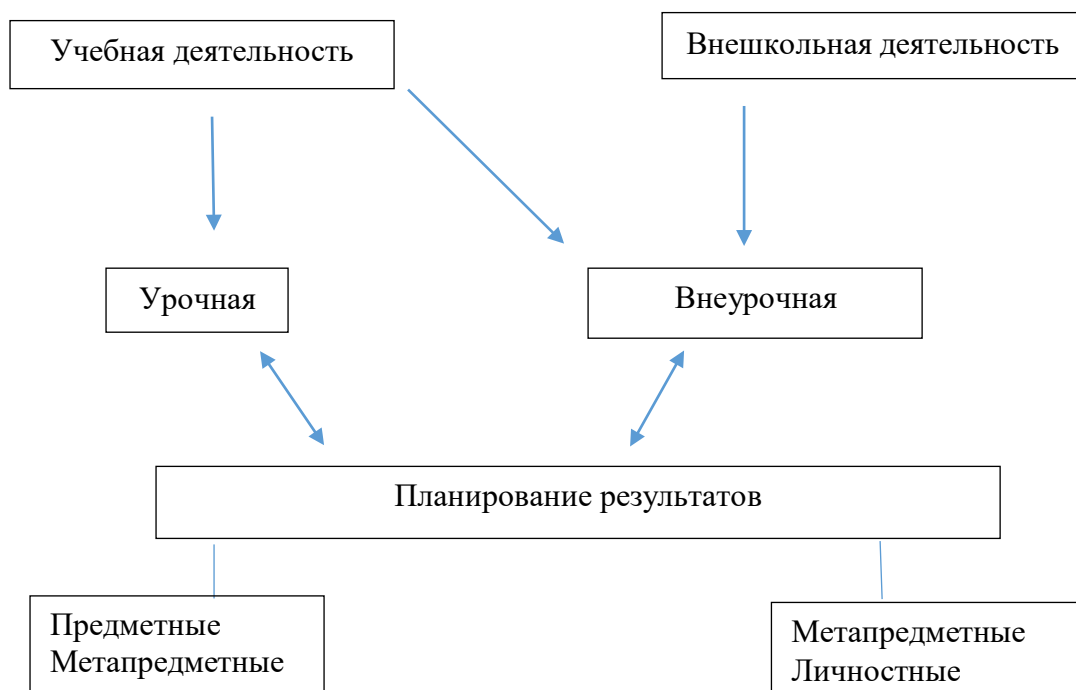 Учебная деятельность
Внешкольная деятельность
Урочная
Внеурочная
Планирование результатов
Предметные
Метапредметные
Метапредметные
Личностные